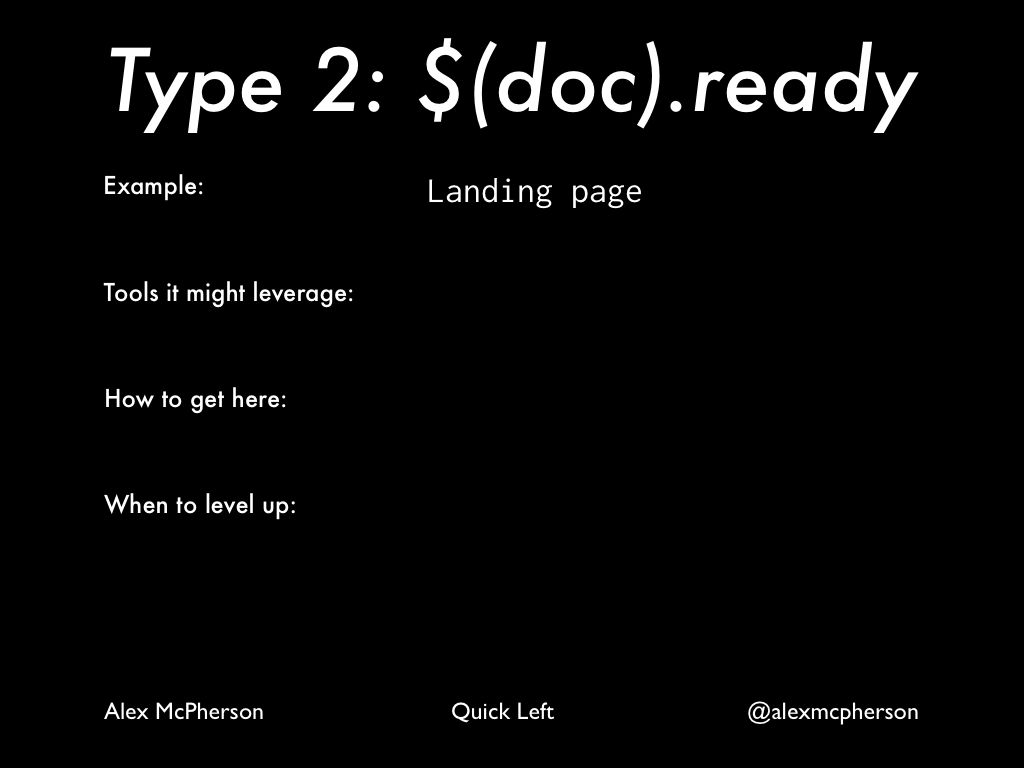 Type 2: $(doc).ready
Example: Landing page
Tools it might leverage:
How to get here:
When to level up:
Alex McPherson Quick Left @alexmcpherson